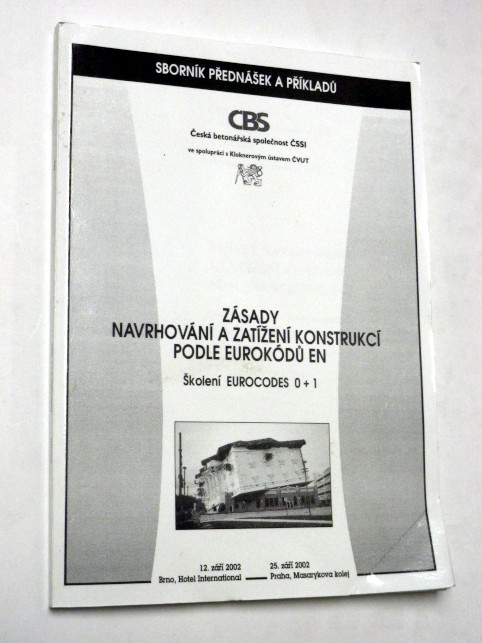 SBORNÍK PŘEDNÁŠEK A PŘÍKLADŮ
CBS
Česká betonářská společnost ČSSI
ve spolupráci s Kloknerovým ústavem ČVUT
ZÁSADY
NAVRHOVÁNÍ A ZATÍŽENÍ KONSTRUKCÍ
PODLE EUROKÓDŮ EN
Školení EUROCODES 0 + 1
12. září 2002 25. září 2002
Brno, Hotel International Praha, Masarykova kolej